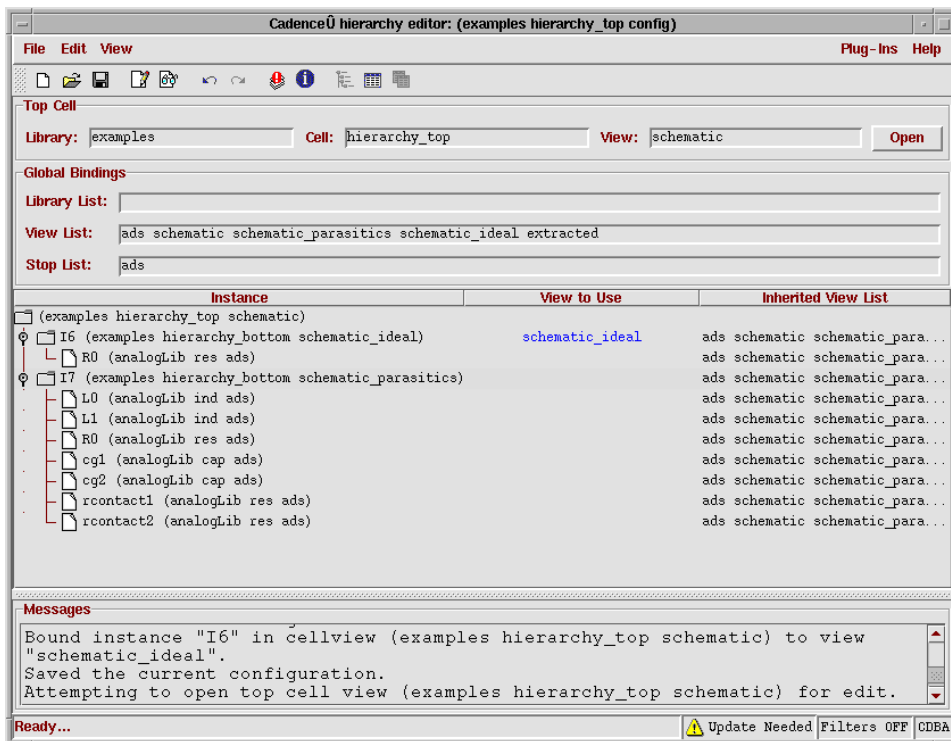 CadenceÛ hierarchy editor: (examples hierarchy_top config)
File Edit View Plug-Ins Help
Top Cell
Library: examples Cell: hierarchy_top View: schematic Open
Global Bindings
Library List:
View List: ads schematic schematic_parasitics schematic_ideal extracted
Stop List: ads
Instance View to Use Inherited View List
(examples hierarchy_top schematic)
I6 (examples hierarchy_bottom schematic_ideal) schematic_ideal ads schematic schematic_para...
R0 (analogLib res ads) ads schematic schematic_para...
I7 (examples hierarchy_bottom schematic_parasitics) ads schematic schematic_para...
L0 (analogLib ind ads) ads schematic schematic_para...
L1 (analogLib ind ads) ads schematic schematic_para...
R0 (analogLib res ads) ads schematic schematic_para...
cg1 (analogLib cap ads) ads schematic schematic_para...
cg2 (analogLib cap ads) ads schematic schematic_para...
rcontact1 (analogLib res ads) ads schematic schematic_para...
rcontact2 (analogLib res ads) ads schematic schematic_para...
Messages
Bound instance "I6" in cellview (examples hierarchy_top schematic) to view
"schematic_ideal".
Saved the current configuration.
Attempting to open top cell view (examples hierarchy_top schematic) for edit.
Ready... Update Needed Filters OFF CDBA